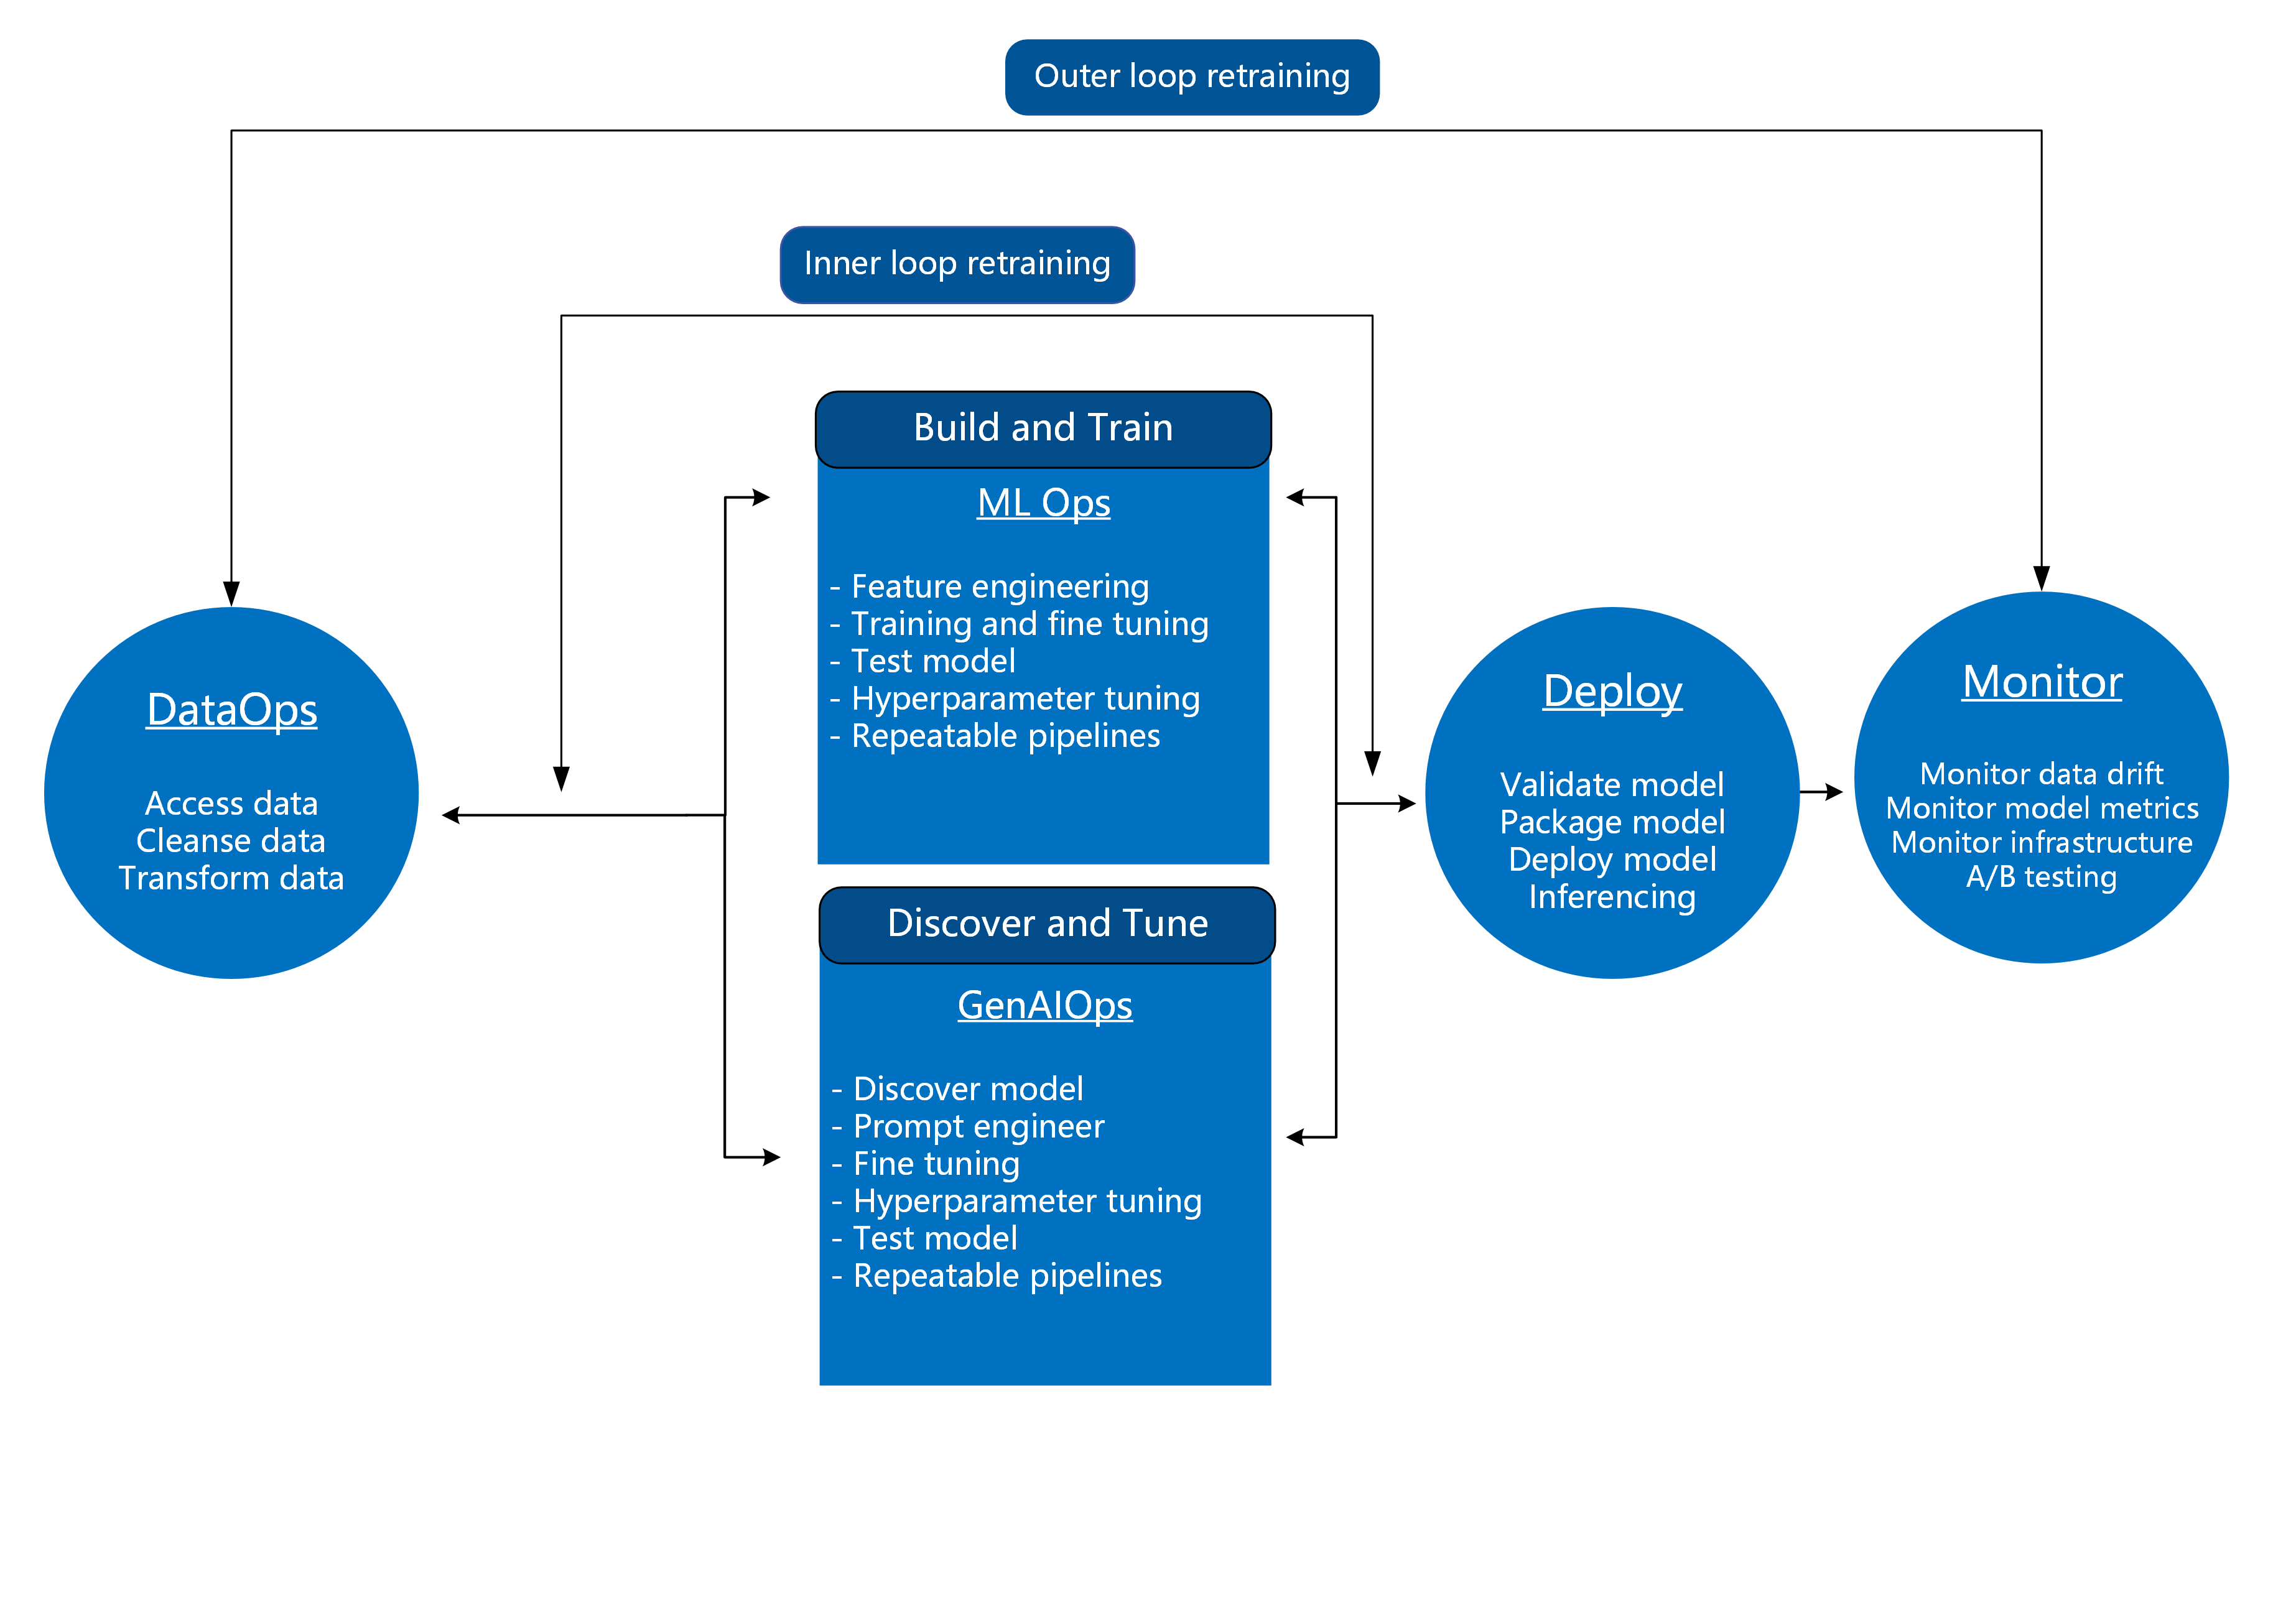 Outer loop retraining
Inner loop retraining
DataOps
Access data
Cleanse data
Transform data
Build and Train
ML Ops
- Feature engineering
- Training and fine tuning
- Test model
- Hyperparameter tuning
- Repeatable pipelines
Discover and Tune
GenAIOps
- Discover model
- Prompt engineer
- Fine tuning
- Hyperparameter tuning
- Test model
- Repeatable pipelines
Deploy
Validate model
Package model
Deploy model
Inferencing
Monitor
Monitor data drift
Monitor model metrics
Monitor infrastructure
A/B testing